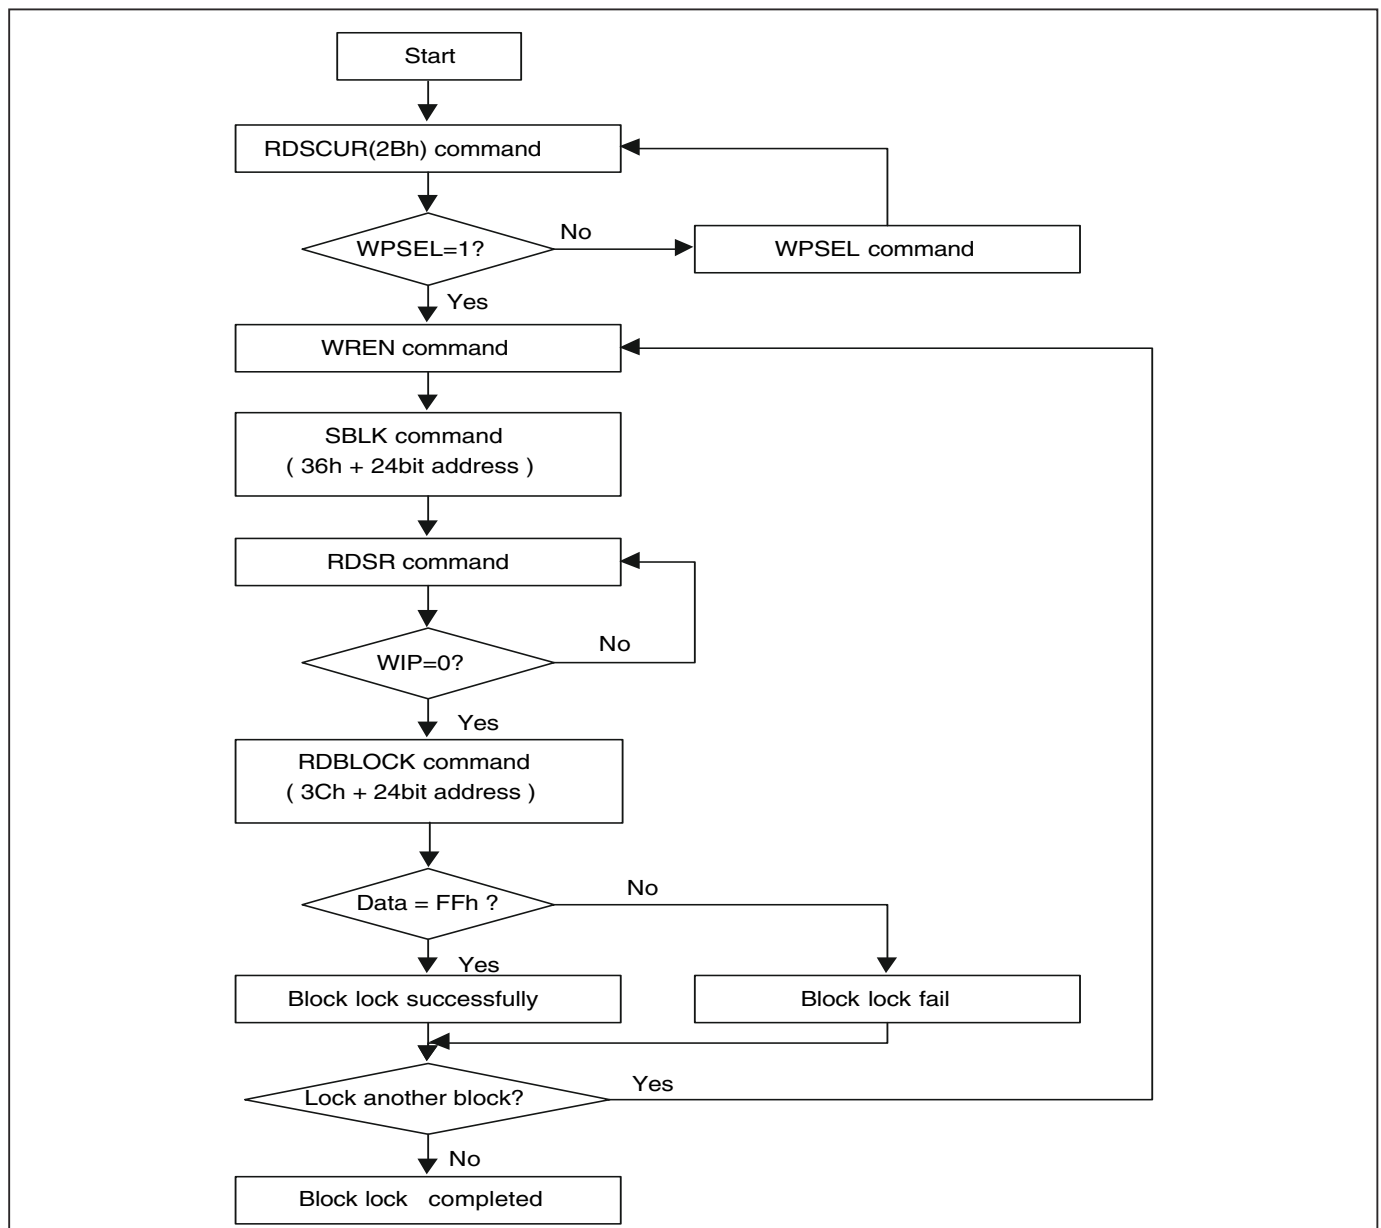 Start
RDSCUR(2Bh) command
WPSEL=1?
No
WPSEL command
Yes
WREN command
SBLK command
( 36h + 24bit address )
RDSR command
WIP=0?
No
Yes
RDBLOCK command
( 3Ch + 24bit address )
Data = FFh ?
No
Yes
Block lock successfully
Block lock fail
Lock another block?
Yes
No
Block lock completed